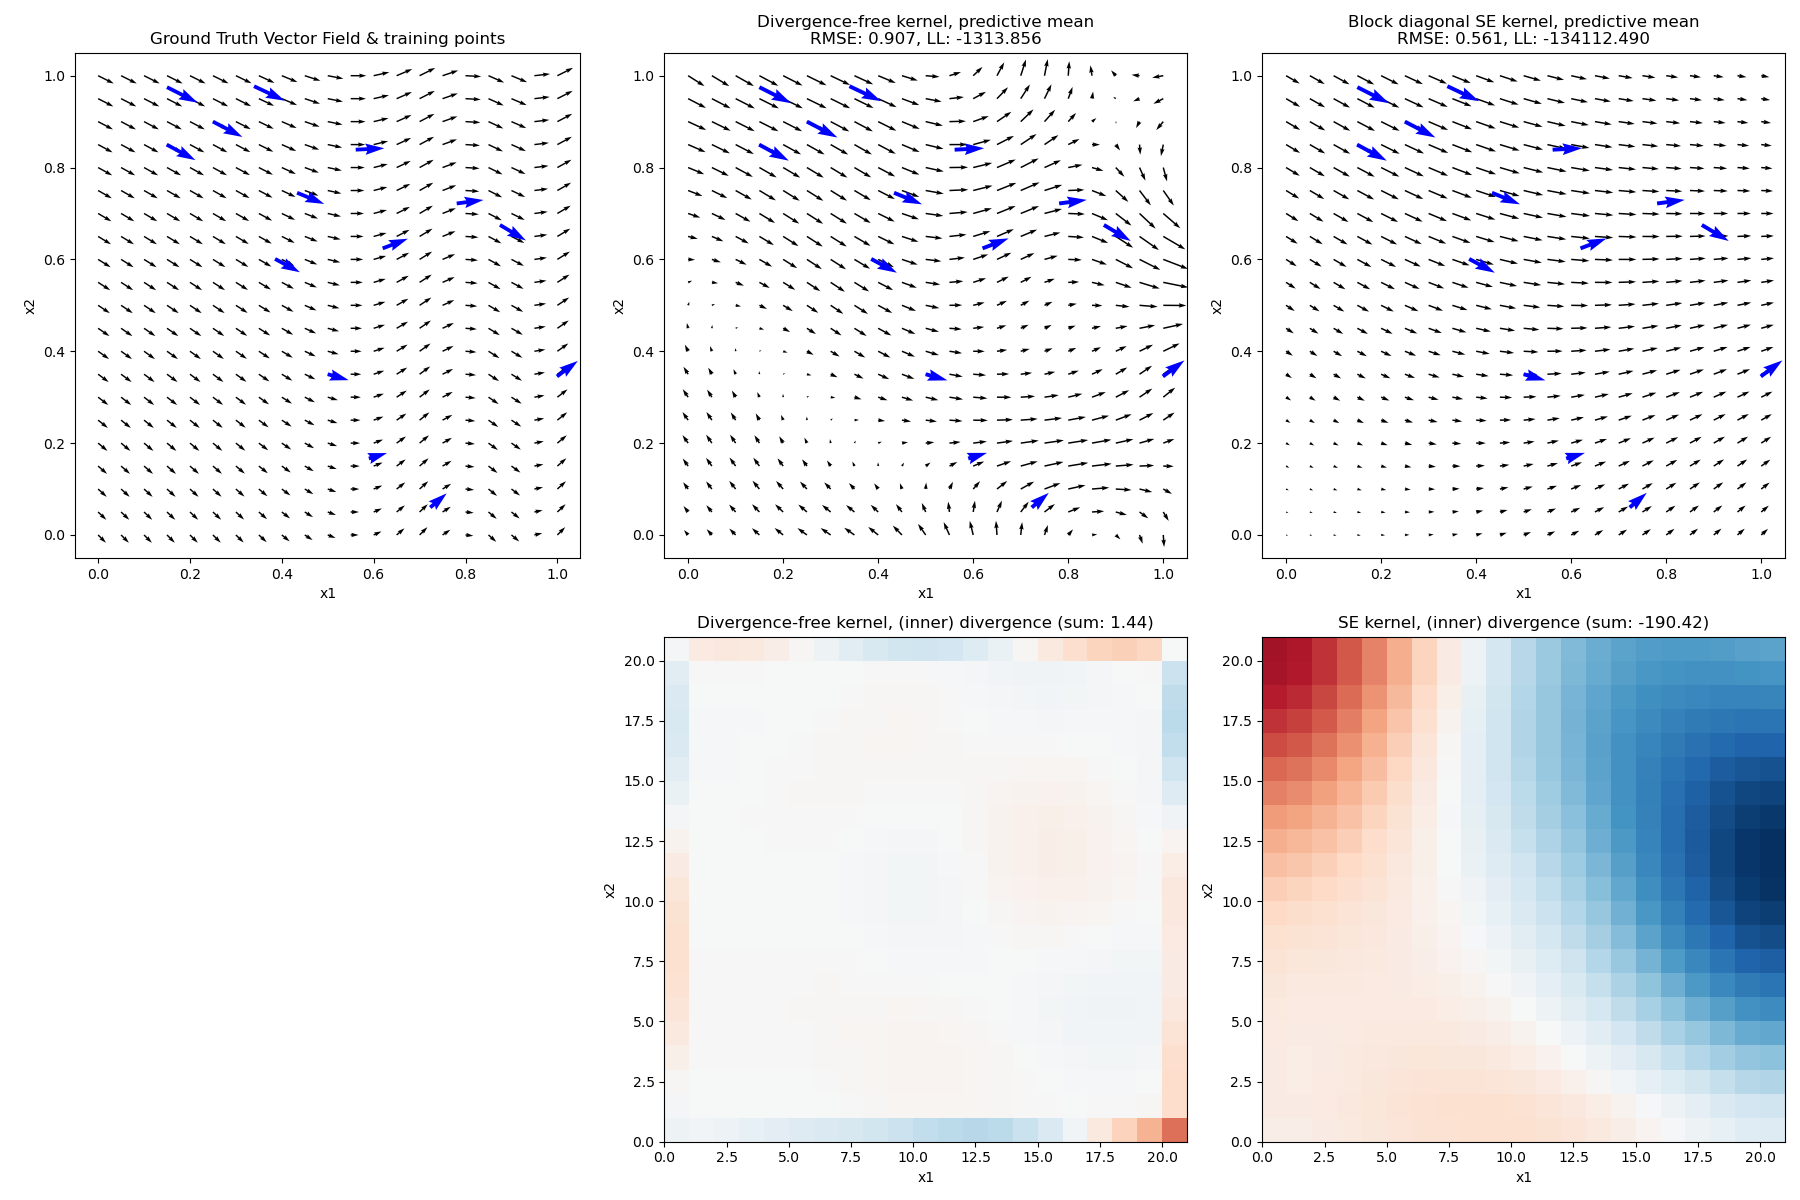 Ground Truth Vector Field & training points
1.0
0.8
0.6
0.4
0.2
0.0
x2
0.0 0.2 0.4 0.6 0.8 1.0
x1
Divergence-free kernel, predictive mean
RMSE: 0.907, LL: -1313.856
1.0
0.8
0.6
0.4
0.2
0.0
x2
0.0 0.2 0.4 0.6 0.8 1.0
x1
Block diagonal SE kernel, predictive mean
RMSE: 0.561, LL: -134112.490
1.0
0.8
0.6
0.4
0.2
0.0
x2
0.0 0.2 0.4 0.6 0.8 1.0
x1
Divergence-free kernel, (inner) divergence (sum: 1.44)
20.0
17.5
15.0
12.5
10.0
7.5
5.0
2.5
0.0
x2
0.0 2.5 5.0 7.5 10.0 12.5 15.0 17.5 20.0
x1
SE kernel, (inner) divergence (sum: -190.42)
20.0
17.5
15.0
12.5
10.0
7.5
5.0
2.5
0.0
x2
0.0 2.5 5.0 7.5 10.0 12.5 15.0 17.5 20.0
x1